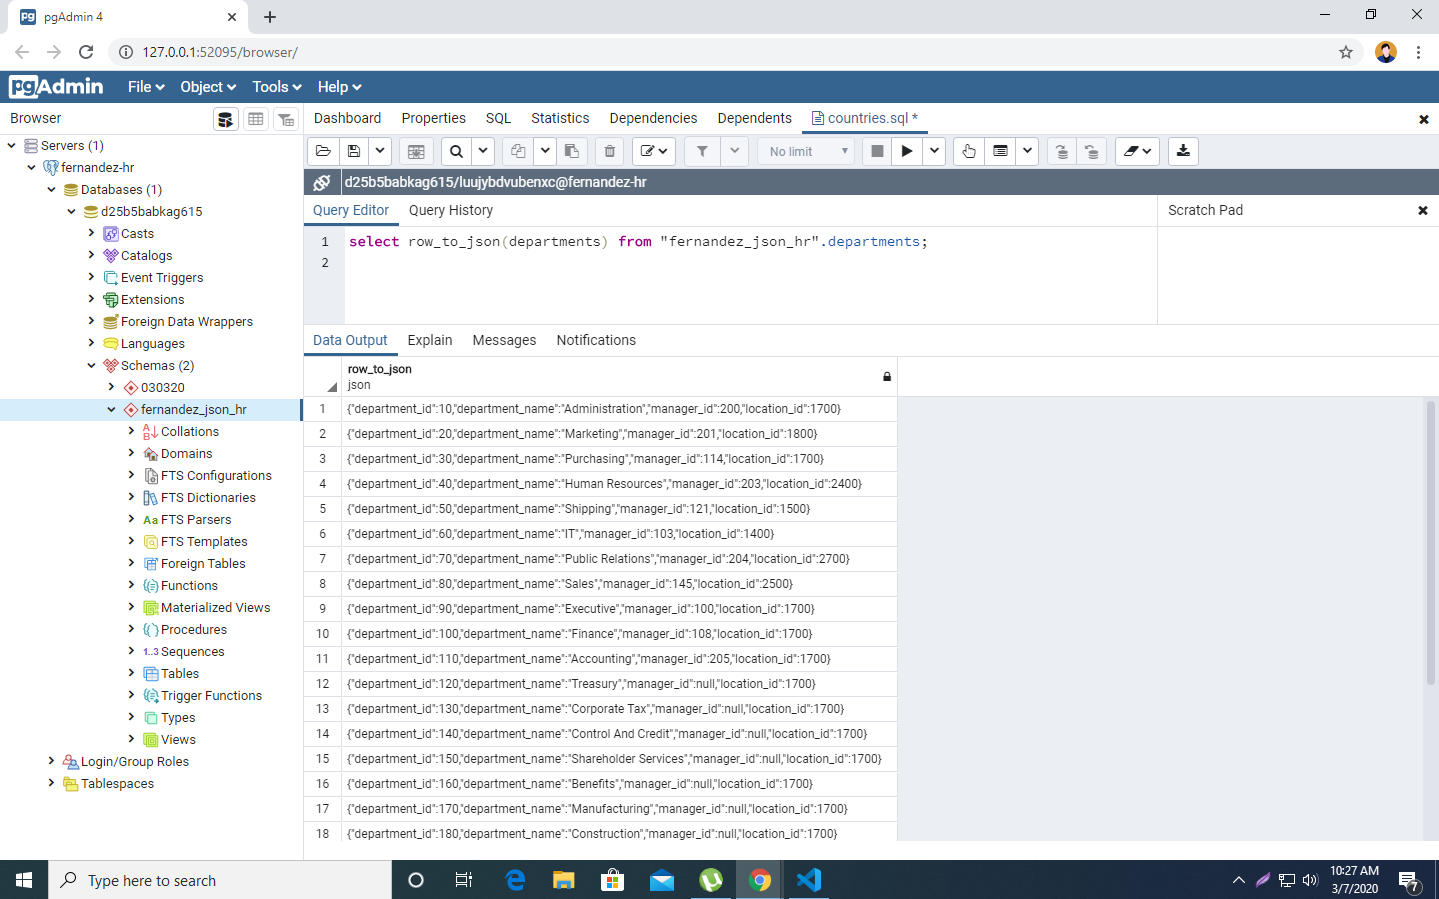 pgAdmin 4
127.0.0.1:52095/browser/
pgAdmin File Object Tools Help
Browser
Dashboard Properties SQL Statistics Dependencies Dependents countries.sql *
Servers (1)
fernandez-hr
Databases (1)
d25b5babkag615
Casts
Catalogs
Event Triggers
Extensions
Foreign Data Wrappers
Languages
Schemas (2)
030320
fernandez_json_hr
Collations
Domains
FTS Configurations
FTS Dictionaries
FTS Parsers
FTS Templates
Foreign Tables
Functions
Materialized Views
Procedures
1..3 Sequences
Tables
Trigger Functions
Types
Views
Login/Group Roles
Tablespaces
No limit
d25b5babkag615/luujybdvubenxc@fernandez-hr
Query Editor Query History
Scratch Pad
1 select row_to_json(departments) from "fernandez_json_hr".departments;
2
Data Output Explain Messages Notifications
row_to_json
json
1 {"department_id":10,"department_name":"Administration","manager_id":200,"location_id":1700}
2 {"department_id":20,"department_name":"Marketing","manager_id":201,"location_id":1800}
3 {"department_id":30,"department_name":"Purchasing","manager_id":114,"location_id":1700}
4 {"department_id":40,"department_name":"Human Resources","manager_id":203,"location_id":2400}
5 {"department_id":50,"department_name":"Shipping","manager_id":121,"location_id":1500}
6 {"department_id":60,"department_name":"IT","manager_id":103,"location_id":1400}
7 {"department_id":70,"department_name":"Public Relations","manager_id":204,"location_id":2700}
8 {"department_id":80,"department_name":"Sales","manager_id":145,"location_id":2500}
9 {"department_id":90,"department_name":"Executive","manager_id":100,"location_id":1700}
10 {"department_id":100,"department_name":"Finance","manager_id":108,"location_id":1700}
11 {"department_id":110,"department_name":"Accounting","manager_id":205,"location_id":1700}
12 {"department_id":120,"department_name":"Treasury","manager_id":null,"location_id":1700}
13 {"department_id":130,"department_name":"Corporate Tax","manager_id":null,"location_id":1700}
14 {"department_id":140,"department_name":"Control And Credit","manager_id":null,"location_id":1700}
15 {"department_id":150,"department_name":"Shareholder Services","manager_id":null,"location_id":1700}
16 {"department_id":160,"department_name":"Benefits","manager_id":null,"location_id":1700}
17 {"department_id":170,"department_name":"Manufacturing","manager_id":null,"location_id":1700}
18 {"department_id":180,"department_name":"Construction","manager_id":null,"location_id":1700}
Type here to search
10:27 AM
3/7/2020
7